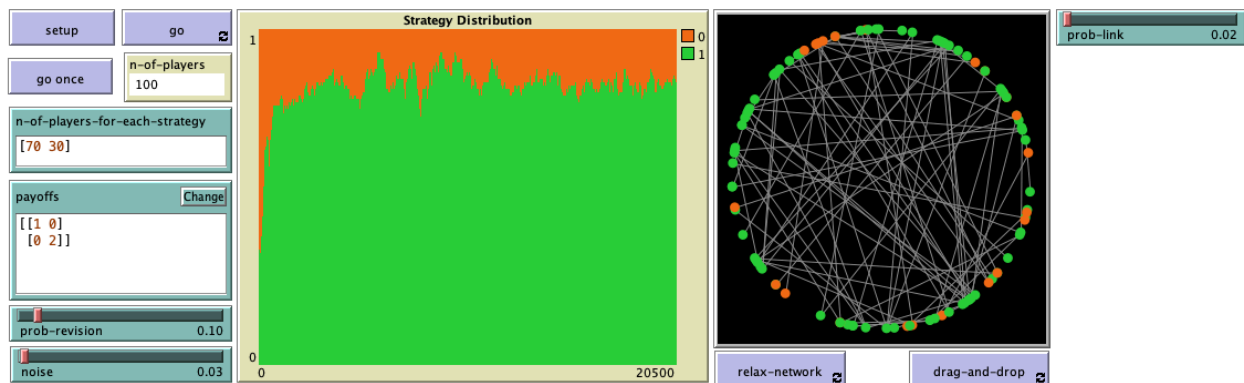 setup
go
go once
n-of-players
100
n-of-players-for-each-strategy
[70 30]
payoffs
Change
[[1 0]
[0 2]]
prob-revision 0.10
noise 0.03
Strategy Distribution
1
0
0
20500
0
1
relax-network
drag-and-drop
prob-link 0.02